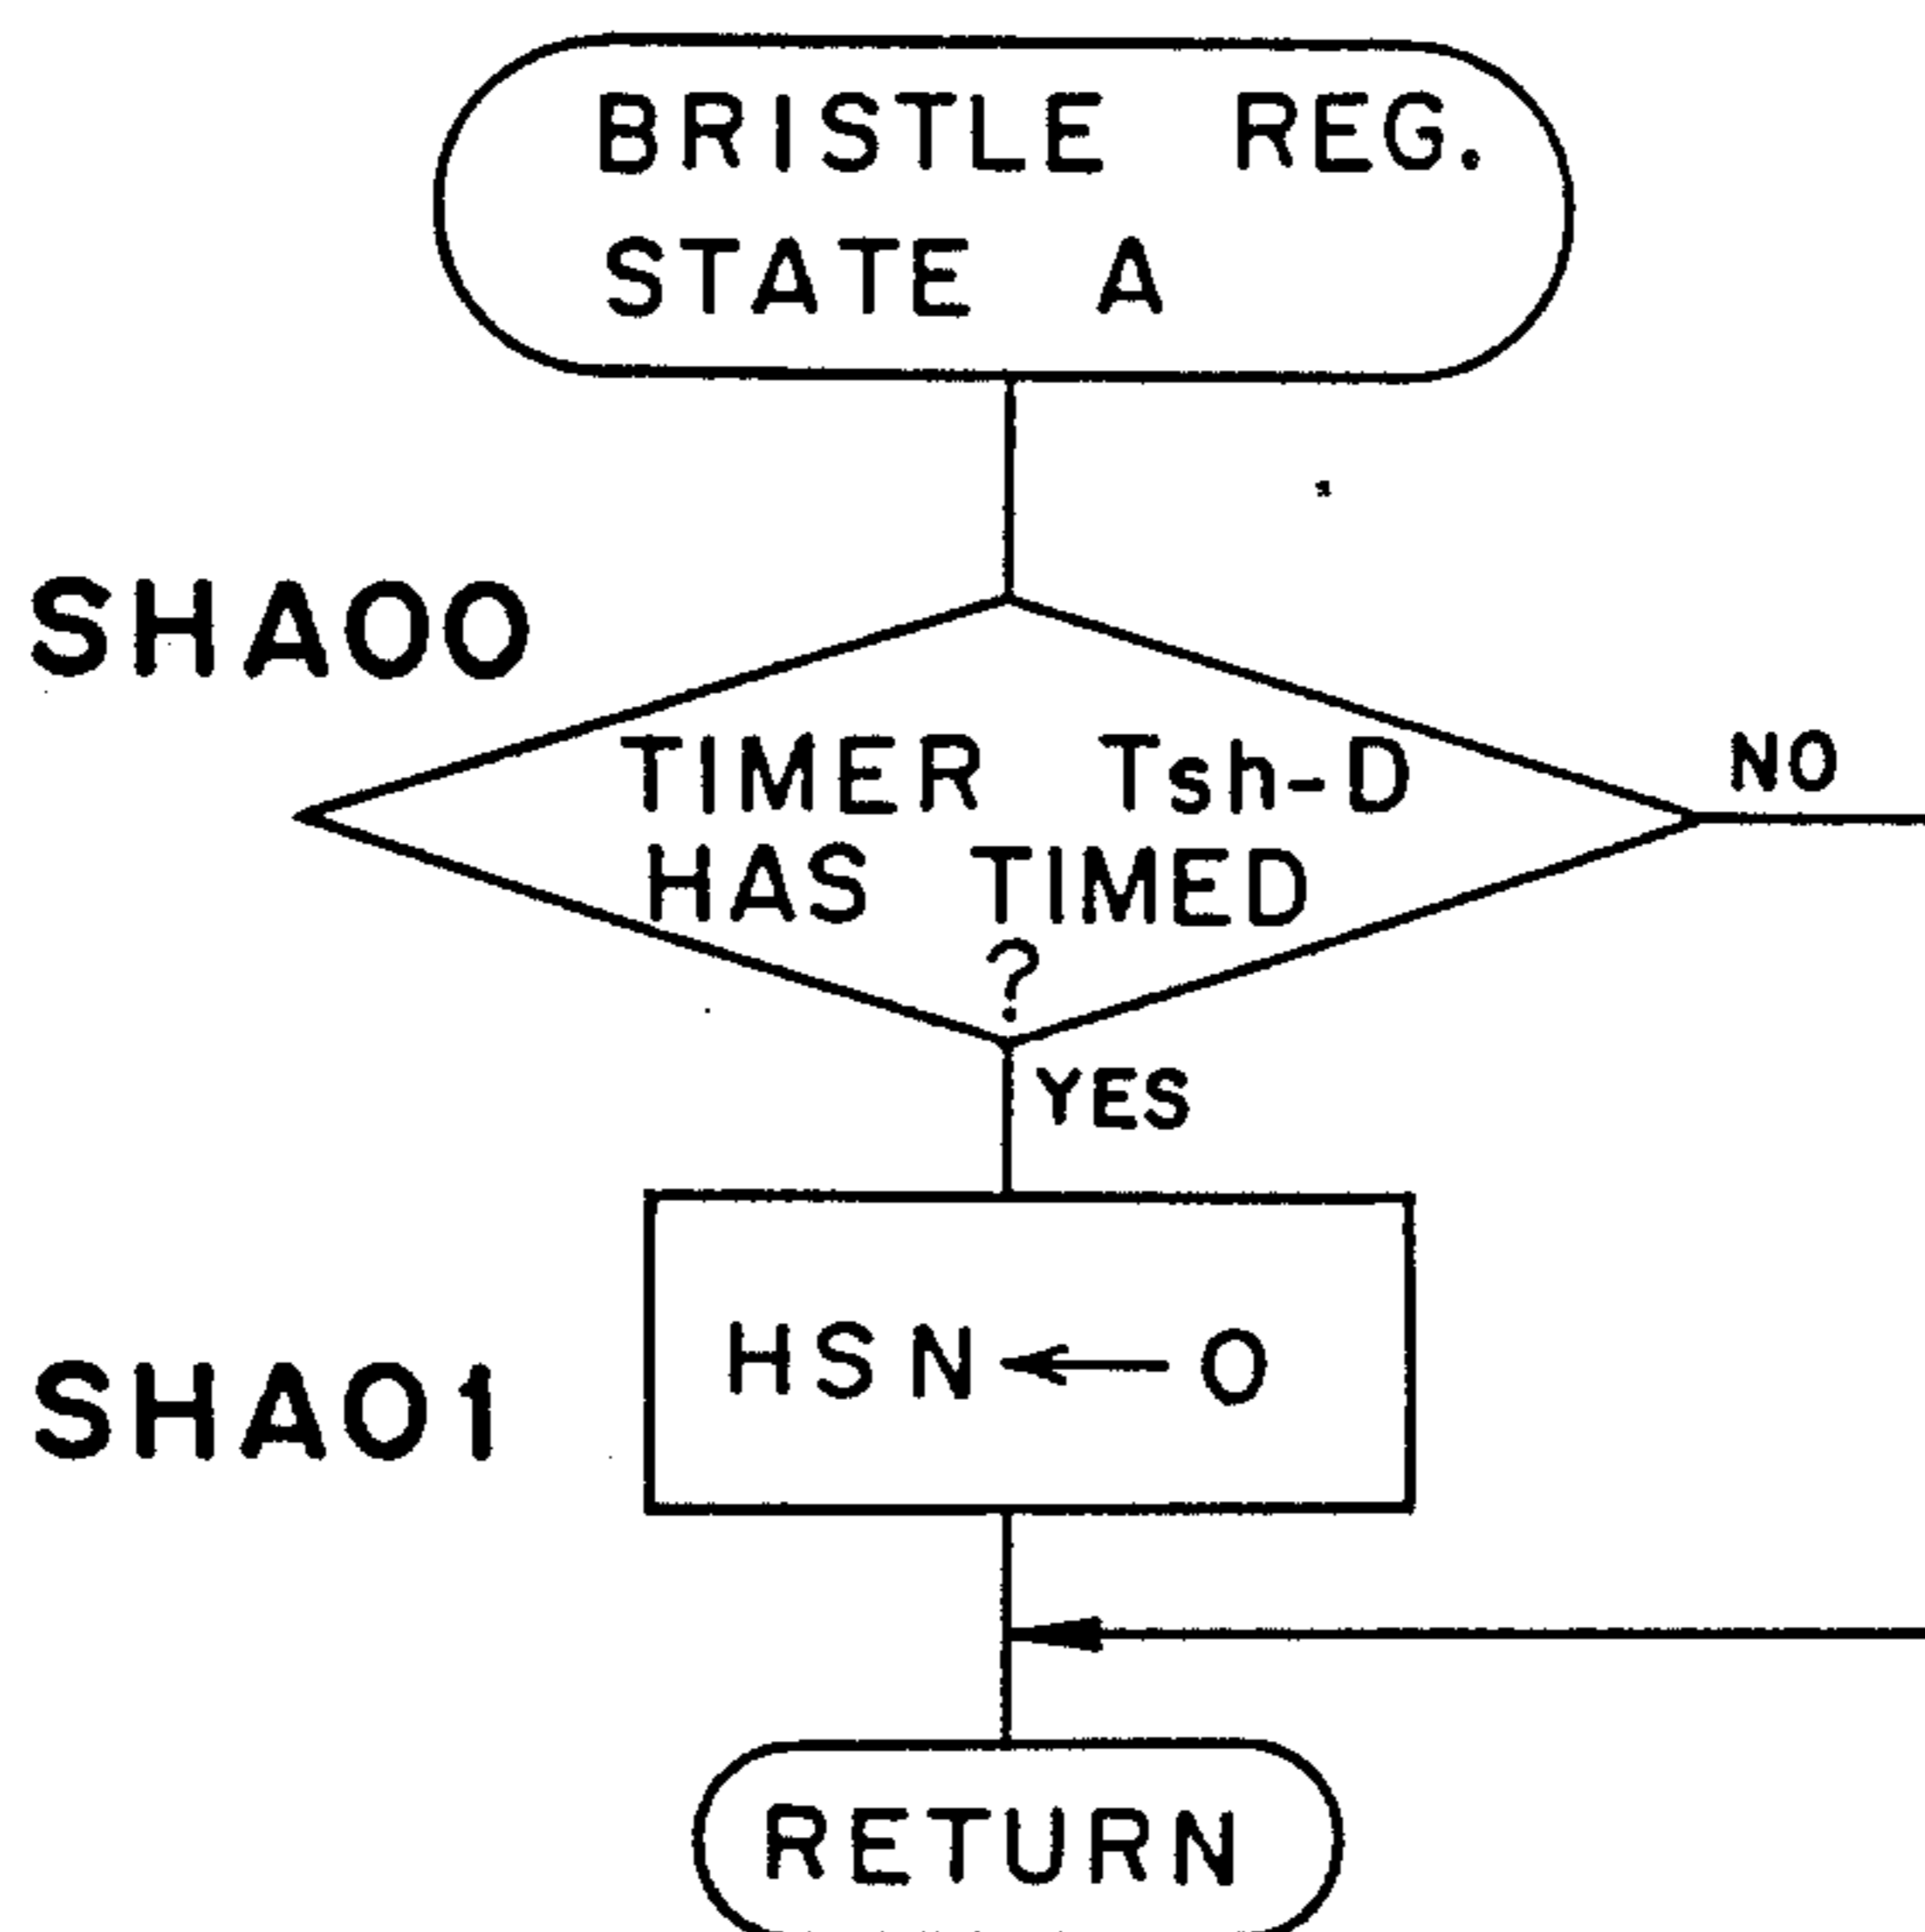 BRISTLE REG.
STATE A
SHA00
TIMER Tsh-D
HAS TIMED
?
NO
YES
HSN ← 0
SHA01
RETURN